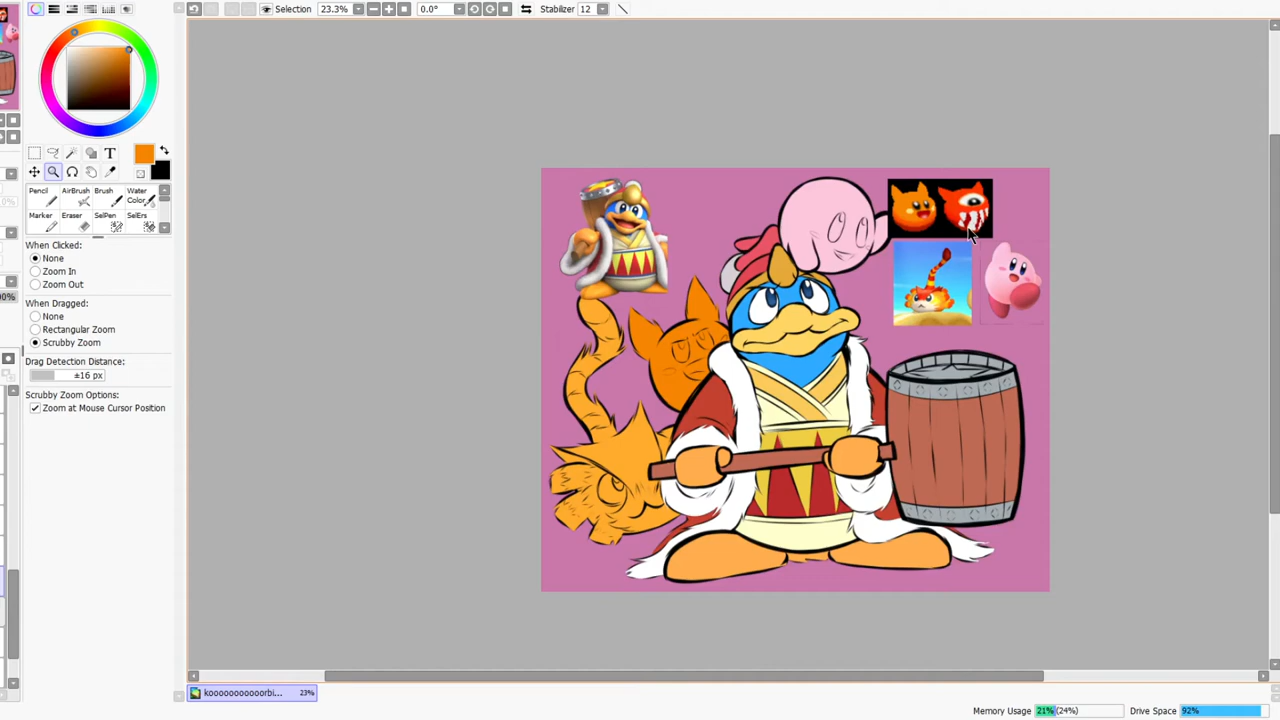 Selection 23.3% 0.0° Stabilizer 12
T
Pencil AirBrush Brush Water Color
Marker Eraser SelPen SelErs
When Clicked:
None
Zoom In
Zoom Out
When Dragged:
None
Rectangular Zoom
Scrubby Zoom
Drag Detection Distance:
±16 px
Scrubby Zoom Options:
Zoom at Mouse Cursor Position
kooooooooooorbi... 23%
Memory Usage 21% (24%) Drive Space 92%